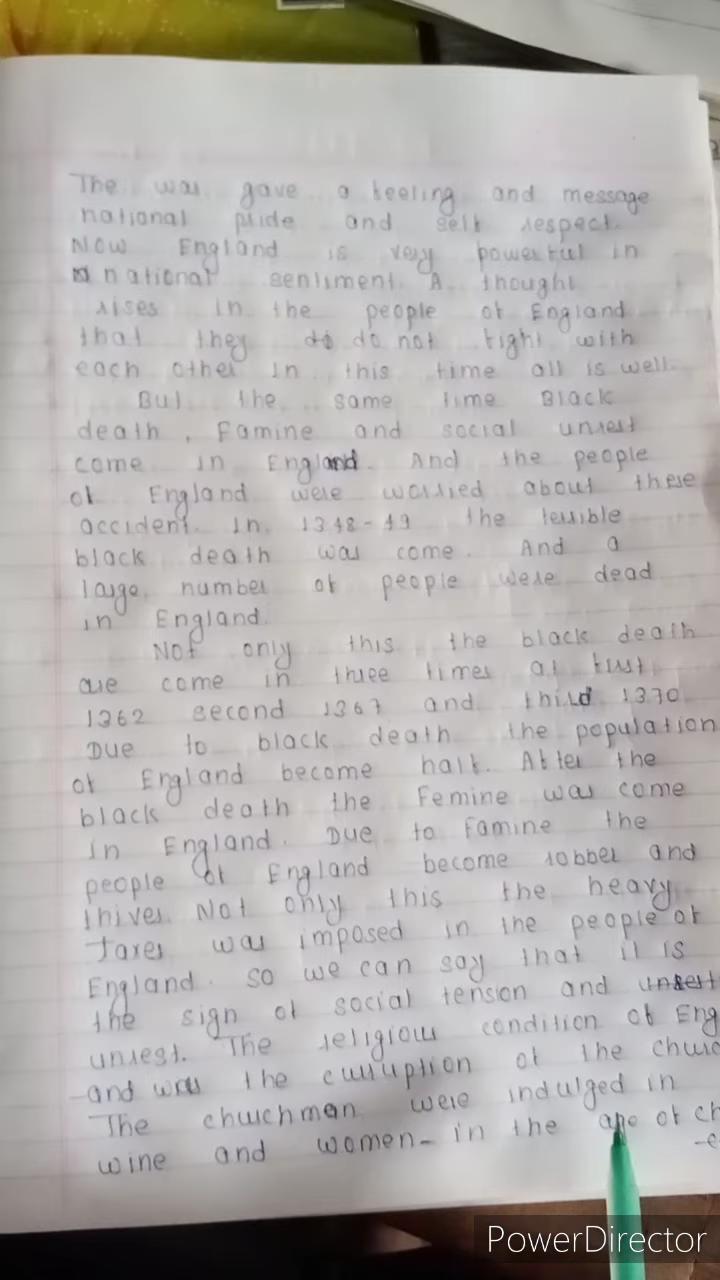 The was gave a feeling and message
national pride and self respect.
Now England is very powerful in
national sentiment. A thought
rises in the people of England
that they do do not fight with
each other in this time all is well.
But the same time Black
death, Famine and social unrest
come in England. And the people
of England were worried about these
accident. In 1348-49 the terrible
black death was come. And a
large number of people were dead
in England.
Not only this the black death
are come in three times at first
1362 second 1367 and third 1370
Due to black death the population
of England become half. After the
black death the Femine was come
in England. Due to Famine the
people of England become robber and
thives. Not only this the heavy
Taxes was imposed in the people of
England. So we can say that it is
the sign of social tension and unrest
unrest. The religious condition of Eng
-and was the curruption of the churc
The churchman were indulged in
wine and women- in the age of ch
PowerDirector